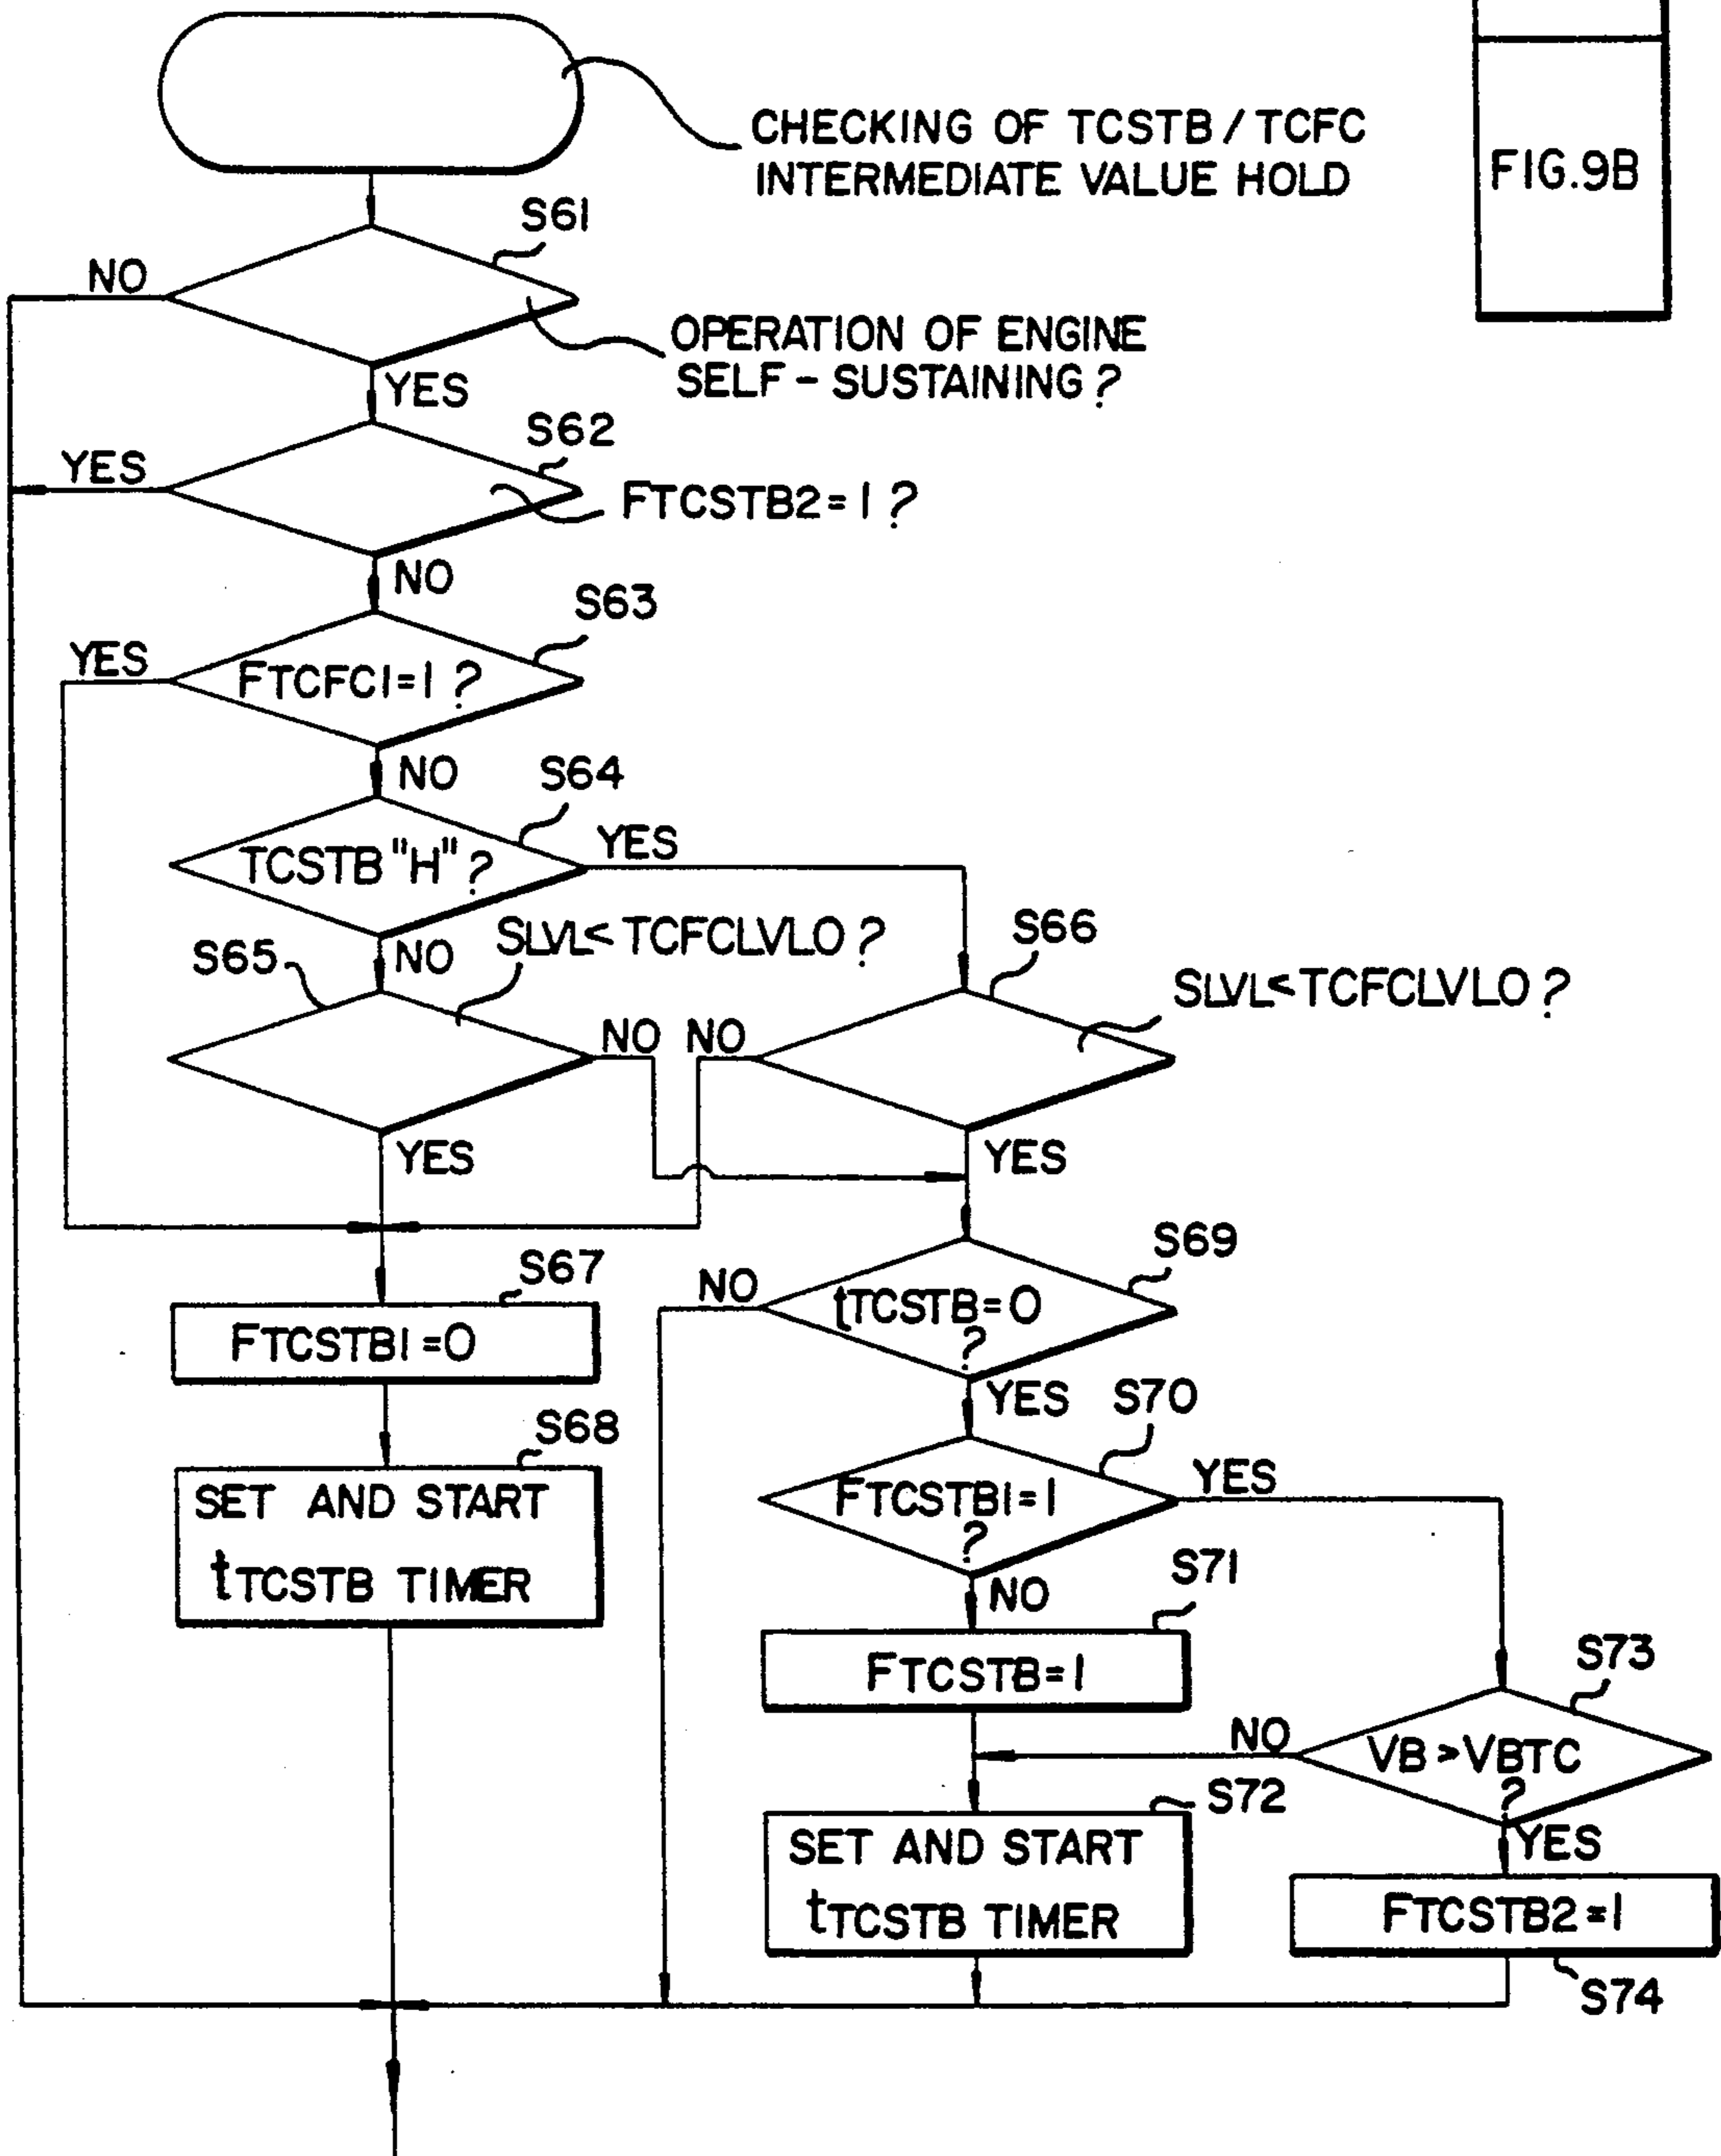 CHECKING OF TCSTB / TCFC
INTERMEDIATE VALUE HOLD
FIG.9B
S61
NO
OPERATION OF ENGINE
SELF - SUSTAINING ?
YES
S62
YES
FTCSTB2 = 1 ?
NO
S63
YES
FTCFC1 = 1 ?
NO
S64
TCSTB "H" ?
YES
NO
S65
SLVL < TCFCLVLO ?
S66
SLVL < TCFCLVLO ?
NO
NO
YES
YES
S67
FTCSTB1 = 0
S69
NO
tTCSTB = 0
?
YES
S68
SET AND START
tTCSTB TIMER
S70
FTCSTB1 = 1
?
YES
NO
S71
FTCSTB = 1
S73
NO
VB > VBTC
?
YES
S72
SET AND START
tTCSTB TIMER
FTCSTB2 = 1
S74